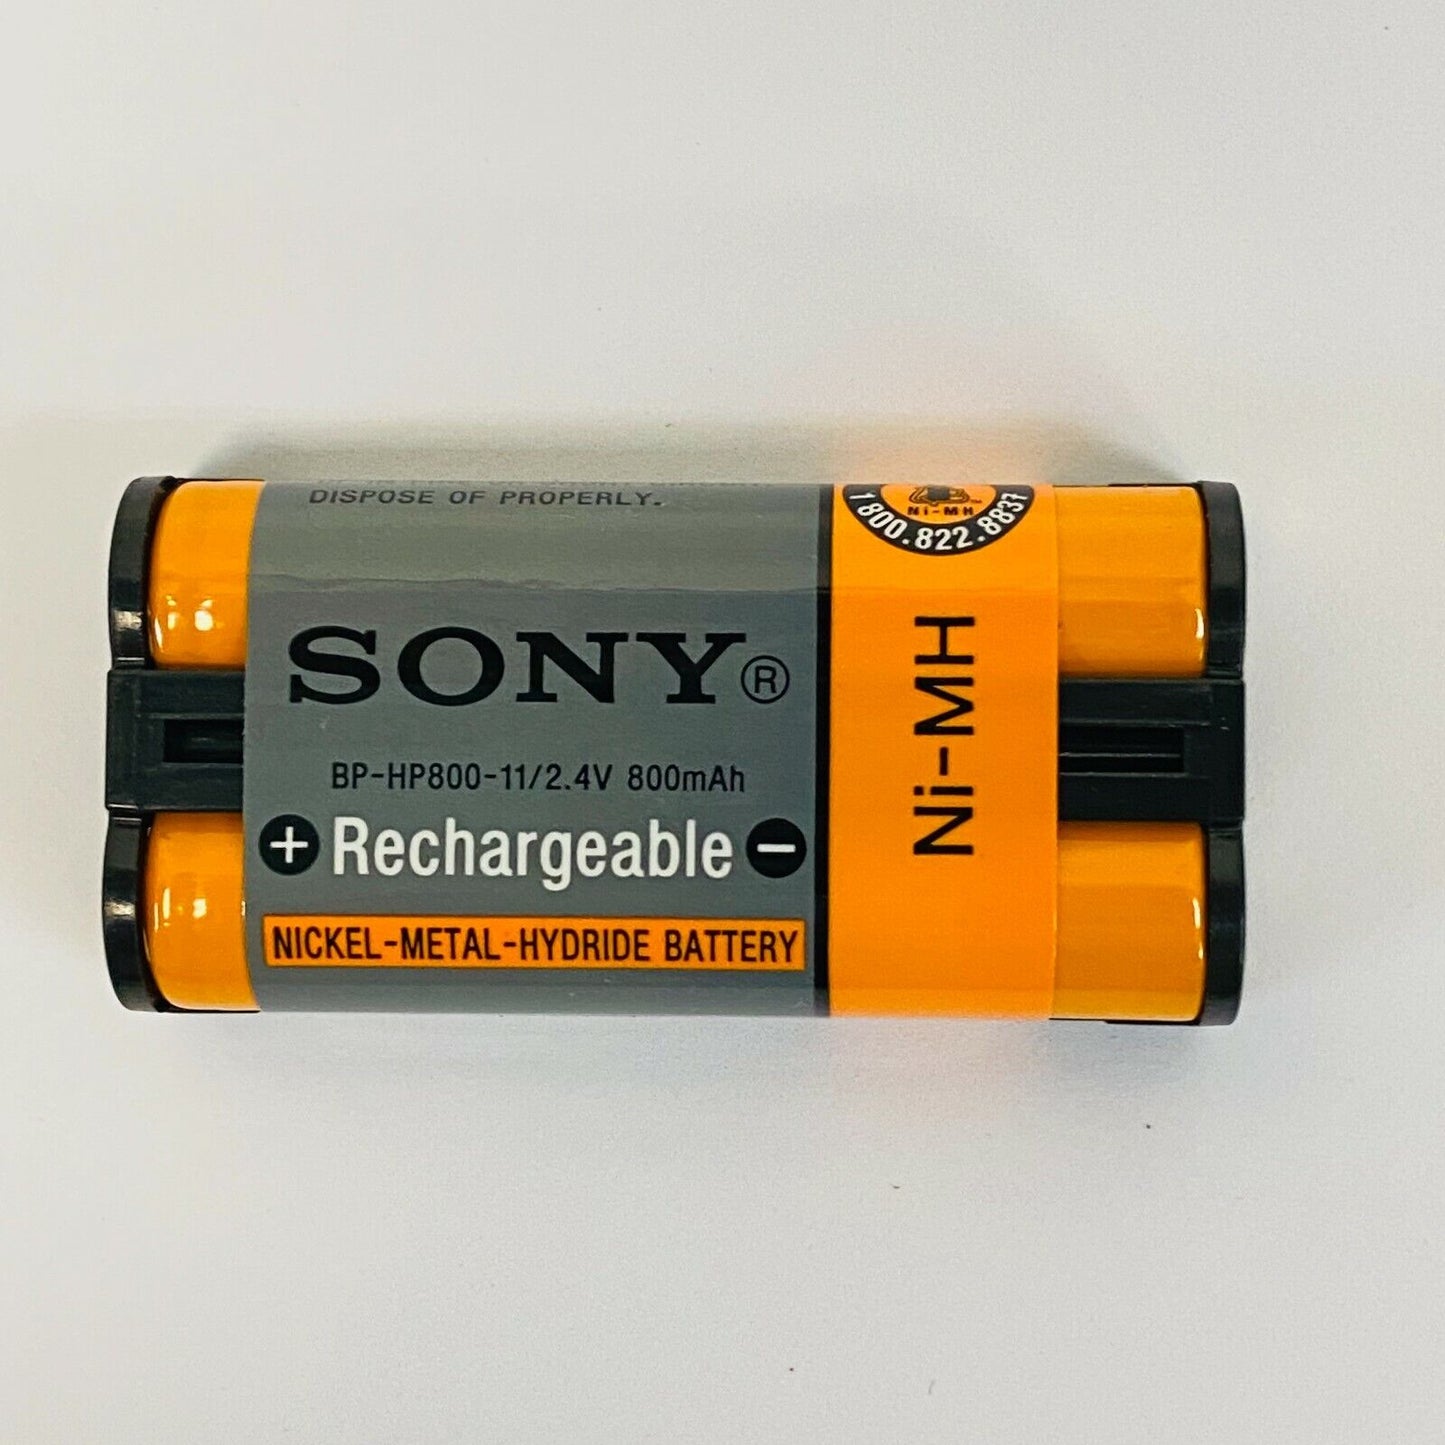 DISPOSE OF PROPERLY.
SONY®
BP-HP800-11/2.4V 800mAh
+ Rechargeable −
NICKEL-METAL-HYDRIDE BATTERY
Ni-MH
1 800.822.8837
Ni-MH